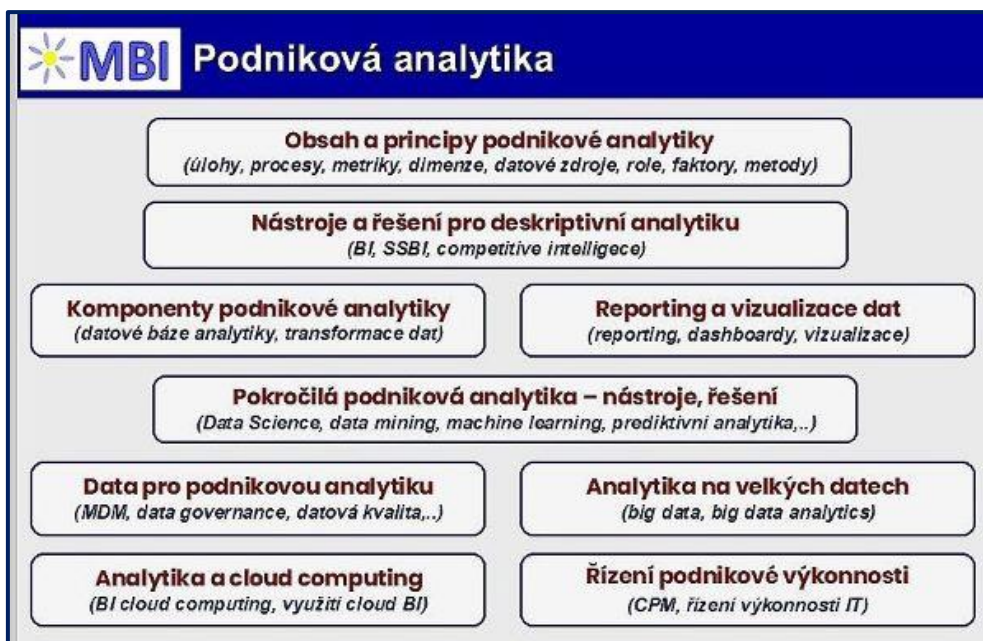 MBI Podniková analytika
Obsah a principy podnikové analytiky
(úlohy, procesy, metriky, dimenze, datové zdroje, role, faktory, metody)
Nástroje a řešení pro deskriptivní analytiku
(BI, SSBI, competitive intelligece)
Komponenty podnikové analytiky
(datové báze analytiky, transformace dat)
Reporting a vizualizace dat
(reporting, dashboardy, vizualizace)
Pokročilá podniková analytika – nástroje, řešení
(Data Science, data mining, machine learning, prediktivní analytika,..)
Data pro podnikovou analytiku
(MDM, data governance, datová kvalita,..)
Analytika na velkých datech
(big data, big data analytics)
Analytika a cloud computing
(BI cloud computing, využití cloud BI)
Řízení podnikové výkonnosti
(CPM, řízení výkonnosti IT)